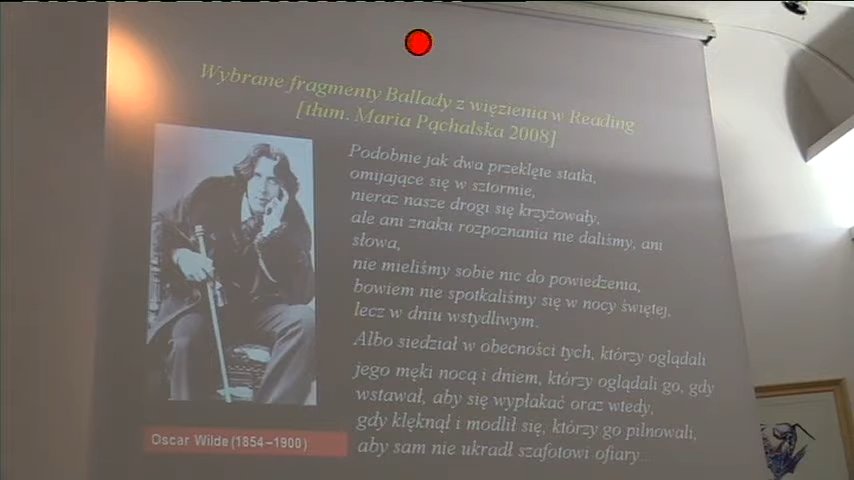 Wybrane fragmenty Ballady z więzienia w Reading
[tłum. Maria Pąchalska 2008]
Podobnie jak dwa przeklęte statki,
omijające się w sztormie,
nieraz nasze drogi się krzyżowały,
ale ani znaku rozpoznania nie daliśmy, ani
słowa,
nie mieliśmy sobie nic do powiedzenia,
bowiem nie spotkaliśmy się w nocy świętej,
lecz w dniu wstydliwym.
Albo siedział w obecności tych, którzy oglądali
jego męki nocą i dniem, którzy oglądali go, gdy
wstawał, aby się wypłakać oraz wtedy,
gdy klęknął i modlił się, którzy go pilnowali,
aby sam nie ukradł szafotowi ofiary...
Oscar Wilde (1854–1900)